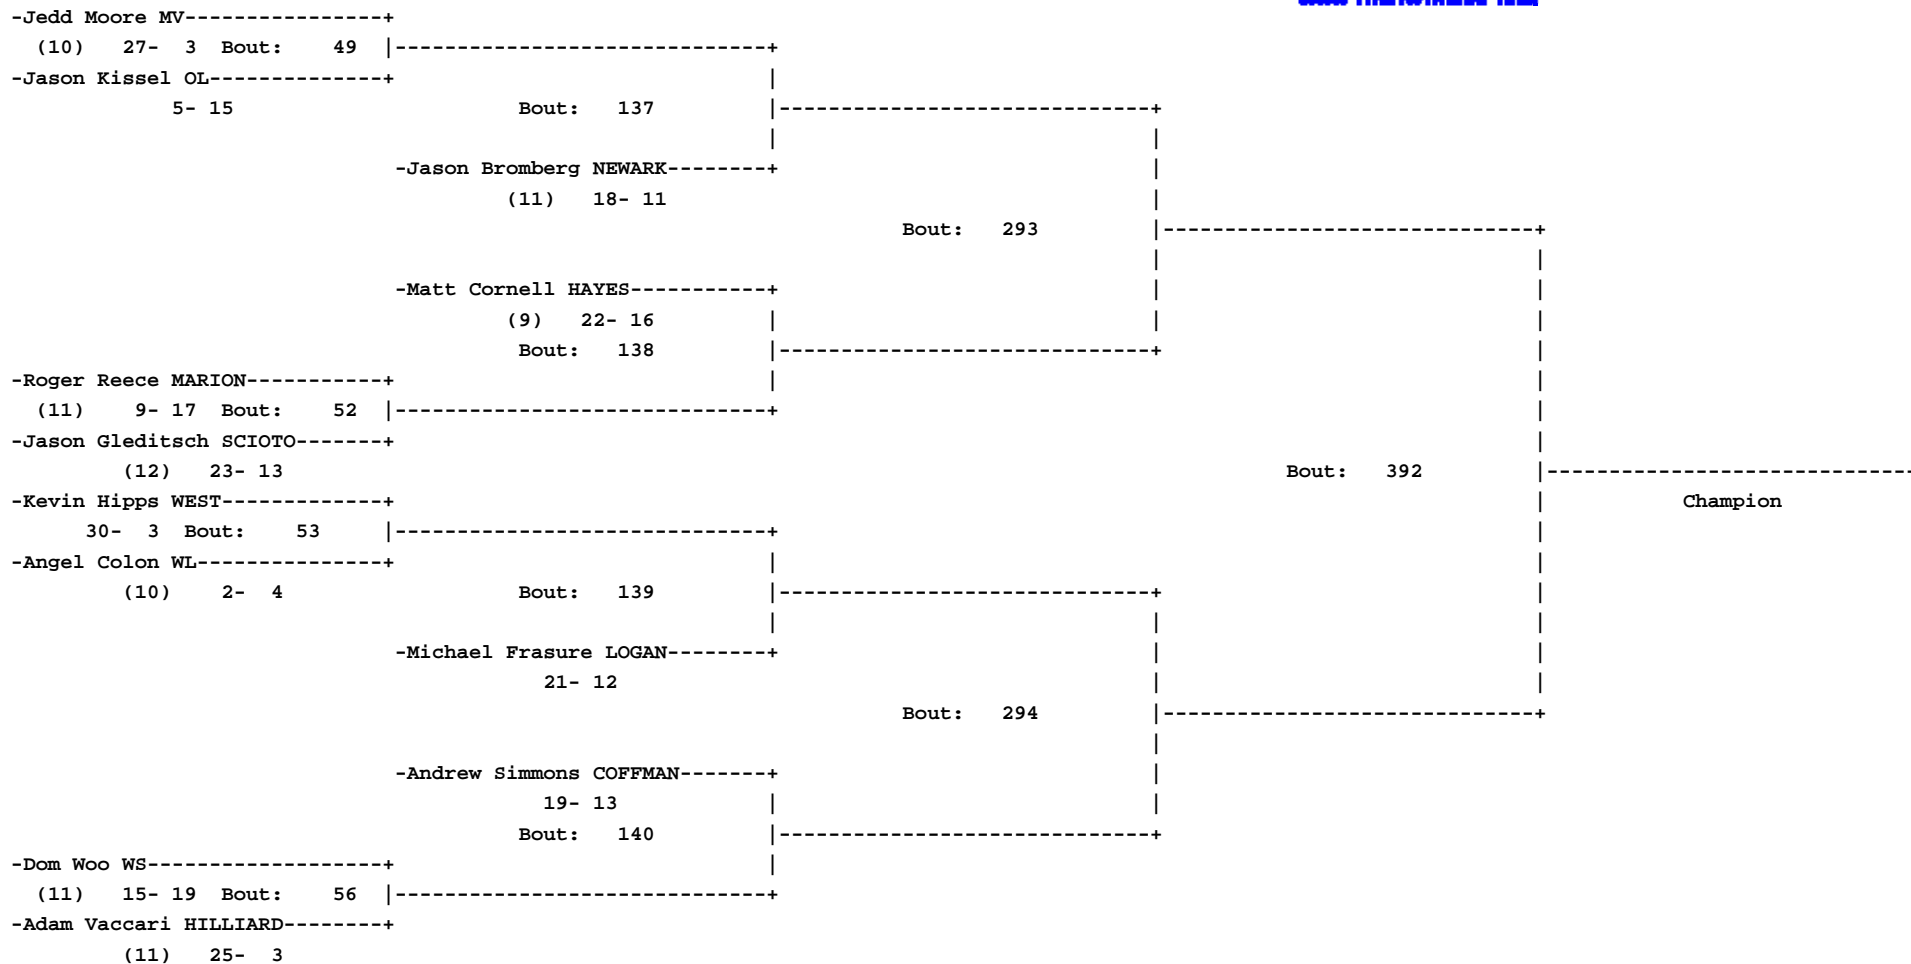 -Jedd Moore MV----------------+
(10) 27- 3 Bout: 49 |------------------------------+
-Jason Kissel OL--------------+ |
5- 15 Bout: 137 |------------------------------+
| |
-Jason Bromberg NEWARK--------+ |
(11) 18- 11 |
Bout: 293 |------------------------------+
| |
-Matt Cornell HAYES-----------+ | |
(9) 22- 16 | | |
Bout: 138 |------------------------------+ |
-Roger Reece MARION-----------+ | |
(11) 9- 17 Bout: 52 |------------------------------+ |
-Jason Gleditsch SCIOTO-------+ |
(12) 23- 13 Bout: 392 |------------------------------
-Kevin Hipps WEST-------------+ | Champion
30- 3 Bout: 53 |------------------------------+ |
-Angel Colon WL---------------+ | |
(10) 2- 4 Bout: 139 |------------------------------+ |
| | |
-Michael Frasure LOGAN--------+ | |
21- 12 | |
Bout: 294 |------------------------------+
|
-Andrew Simmons COFFMAN-------+ |
19- 13 | |
Bout: 140 |------------------------------+
-Dom Woo WS-------------------+ |
(11) 15- 19 Bout: 56 |------------------------------+
-Adam Vaccari HILLIARD--------+
(11) 25- 3